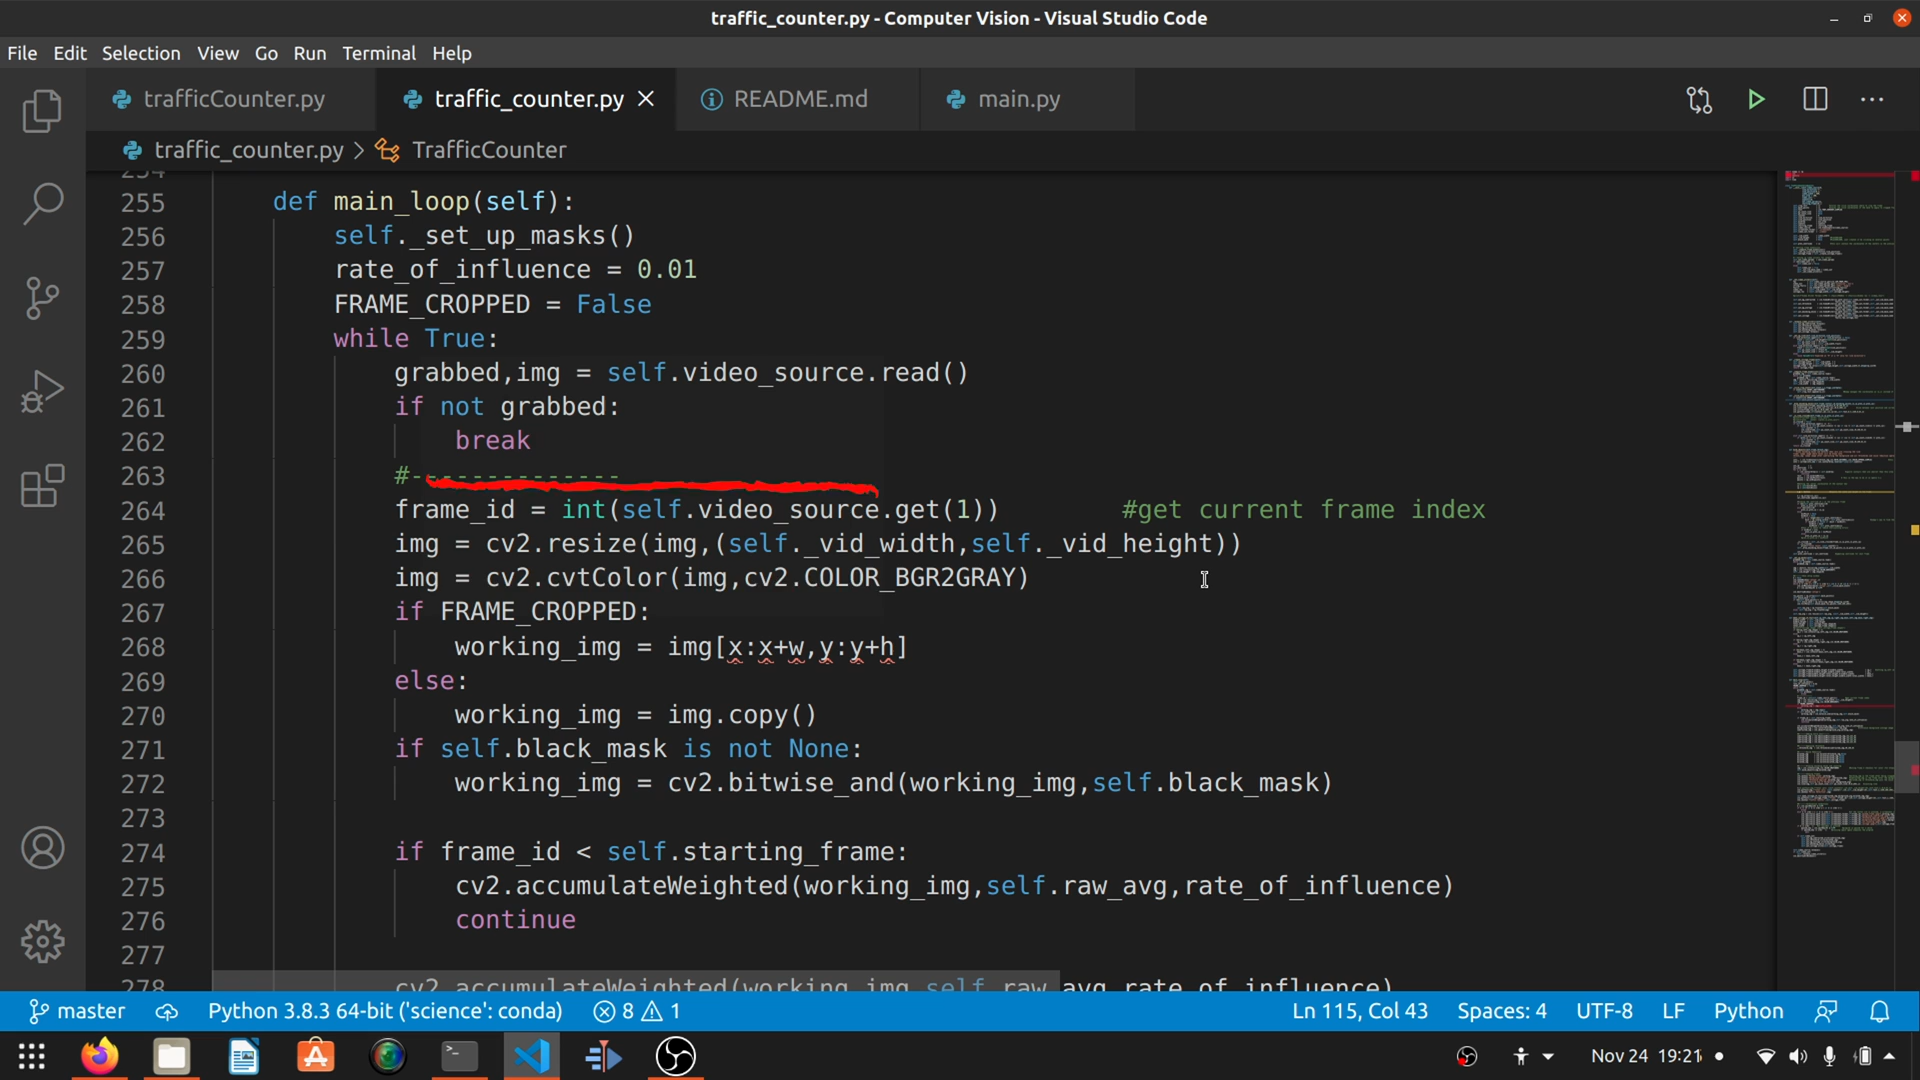 traffic_counter.py - Computer Vision - Visual Studio Code
File Edit Selection View Go Run Terminal Help
trafficCounter.py traffic_counter.py README.md main.py
traffic_counter.py > TrafficCounter
254
255 def main_loop(self):
256 self._set_up_masks()
257 rate_of_influence = 0.01
258 FRAME_CROPPED = False
259 while True:
260 grabbed,img = self.video_source.read()
261 if not grabbed:
262 break
263 #--------------
264 frame_id = int(self.video_source.get(1)) #get current frame index
265 img = cv2.resize(img,(self._vid_width,self._vid_height))
266 img = cv2.cvtColor(img,cv2.COLOR_BGR2GRAY)
267 if FRAME_CROPPED:
268 working_img = img[x:x+w,y:y+h]
269 else:
270 working_img = img.copy()
271 if self.black_mask is not None:
272 working_img = cv2.bitwise_and(working_img,self.black_mask)
273
274 if frame_id < self.starting_frame:
275 cv2.accumulateWeighted(working_img,self.raw_avg,rate_of_influence)
276 continue
277
278 cv2.accumulateWeighted(working_img,self.raw_avg,rate_of_influence)
master Python 3.8.3 64-bit ('science': conda) 8 1 Ln 115, Col 43 Spaces: 4 UTF-8 LF Python
Nov 24 19:21